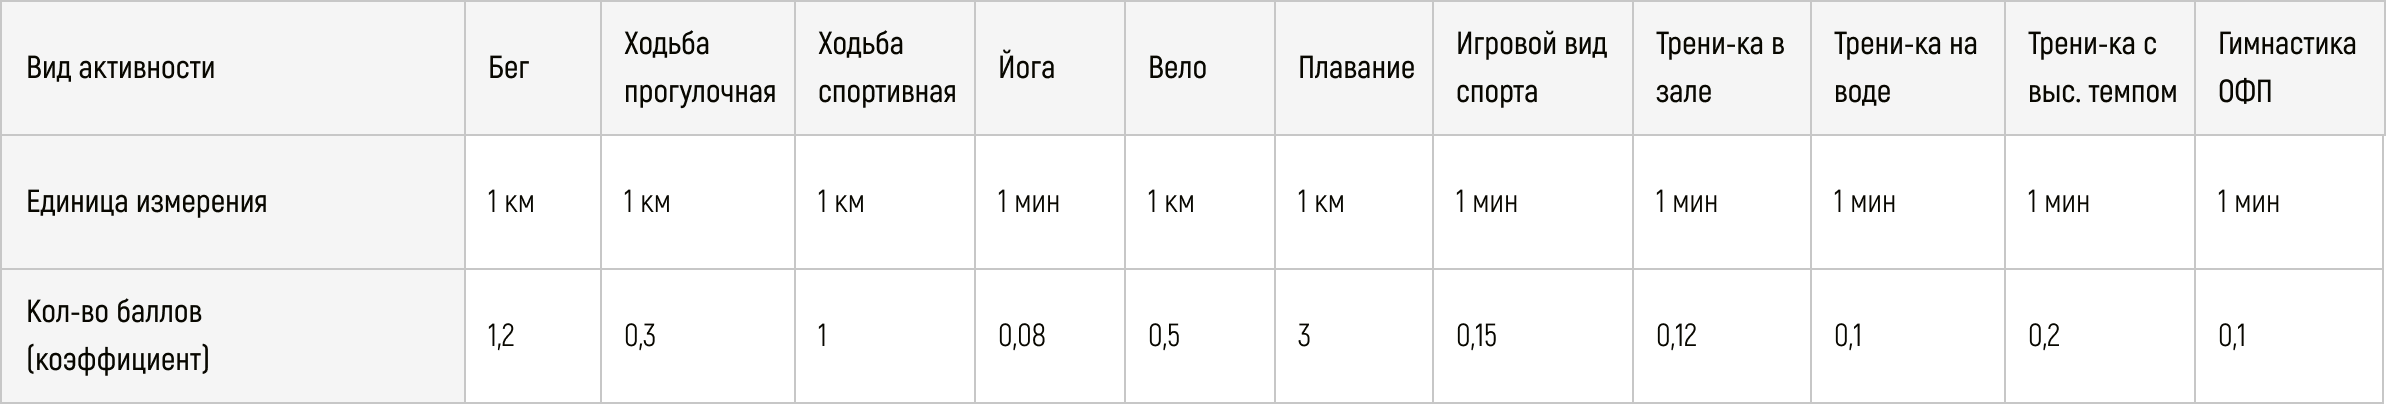 Вид активности
Бег
Ходьба
прогулочная
Ходьба
спортивная
Йога
Вело
Плавание
Игровой вид
спорта
Трени-ка в
зале
Трени-ка на
воде
Трени-ка с
выс. темпом
Гимнастика
ОФП
Единица измерения
1 км
1 км
1 км
1 мин
1 км
1 км
1 мин
1 мин
1 мин
1 мин
1 мин
Кол-во баллов
(коэффициент)
1,2
0,3
1
0,08
0,5
3
0,15
0,12
0,1
0,2
0,1